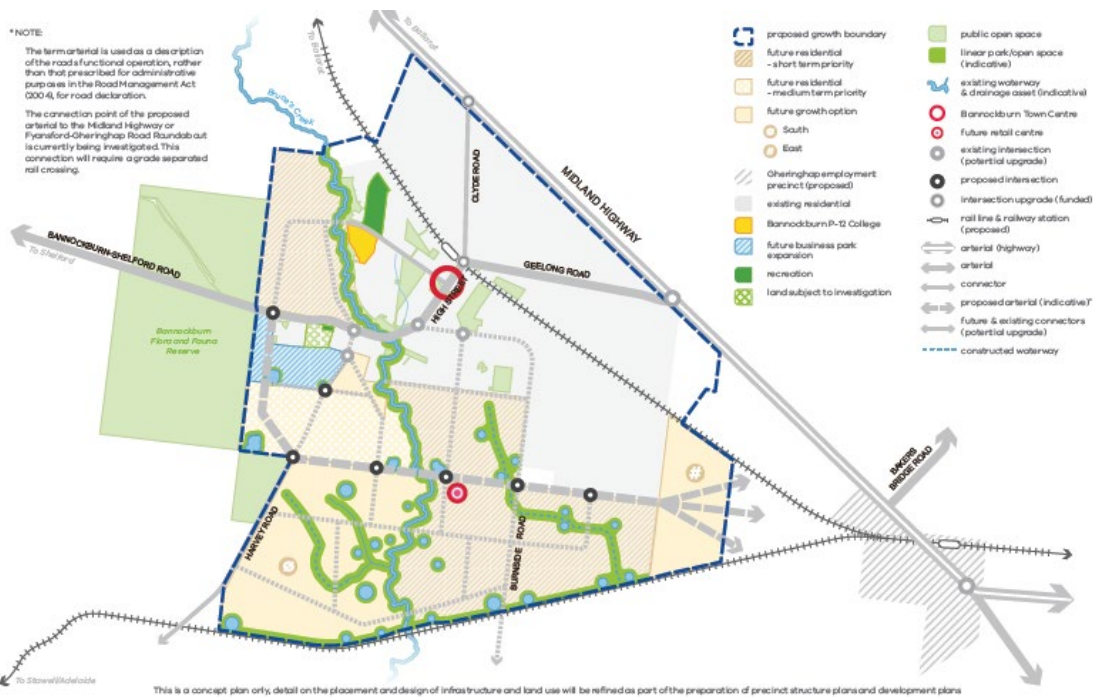 * NOTE:
The term arterial is used as a description
of the roads functional operation, rather
than that prescribed for administrative
purposes in the Road Management Act
(2004), for road declaration.
The connection point of the proposed
arterial to the Midland Highway or
Fyansford-Gheringhap Road Roundabout
is currently being investigated. This
connection will require a grade separated
rail crossing.
To Ballarat
To Ballarat
Bruce's Creek
CLYDE ROAD
MIDLAND HIGHWAY
BANNOCKBURN-SHELFORD ROAD
To Shelford
GEELONG ROAD
HIGH STREET
Bannockburn
Flora and Fauna
Reserve
HARVEY ROAD
BURNSIDE ROAD
BAKERS
BRIDGE ROAD
To Stawell/Adelaide
proposed growth boundary
future residential
- short term priority
future residential
- medium term priority
future growth option
South
East
Gheringhap employment
precinct (proposed)
existing residential
Bannockburn P-12 College
future business park
expansion
recreation
land subject to investigation
public open space
linear park/open space
(indicative)
existing waterway
& drainage asset (indicative)
Bannockburn Town Centre
future retail centre
existing intersection
(potential upgrade)
proposed intersection
intersection upgrade (funded)
rail line & railway station
(proposed)
arterial (highway)
arterial
connector
proposed arterial (indicative)*
future & existing connectors
(potential upgrade)
constructed waterway
This is a concept plan only, detail on the placement and design of infrastructure and land use will be refined as part of the preparation of precinct structure plans and development plans